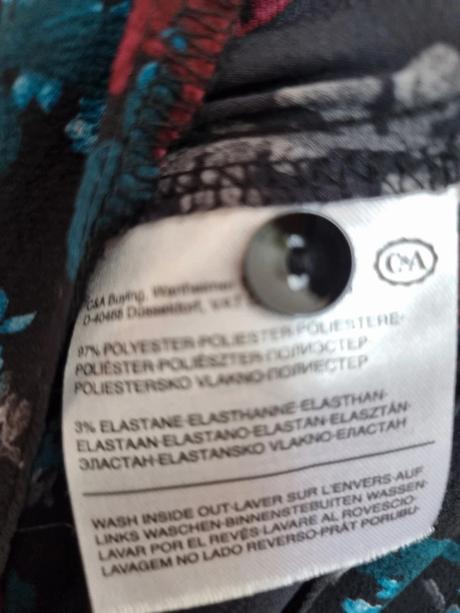 C&A
C&A Buying, Wanheimer
D-40468 Düsseldorf,
97% POLYESTER-POLIESTER-POLIESTERE-
POLIÉSTER-POLIÉSZTER-ПОЛИЭСТЕР
POLIESTERSKO VLAKNO-ПОЛИЕСТЕР
3% ELASTANE-ELASTHANNE-ELASTHAN-
ELASTAAN-ELASTANO-ELASTAN-ELASZTÁN-
ЭЛАСТАН-ELASTANSKO VLAKNO-ЕЛАСТАН
WASH INSIDE OUT-LAVER SUR L'ENVERS-AUF
LINKS WASCHEN-BINNENSTEBUITEN WASSEN-
LAVAR POR EL REVÉS-LAVARE AL ROVESCIO-
LAVAGEM NO LADO REVERSO-PRÁT PORUBU-